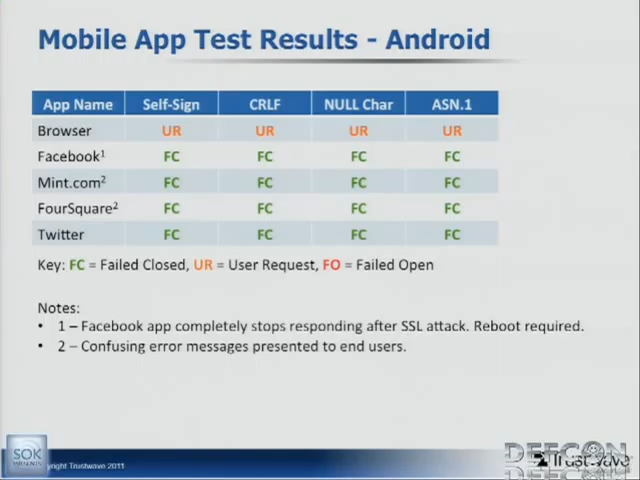 Mobile App Test Results - Android
App Name Self-Sign CRLF NULL Char ASN.1
Browser UR UR UR UR
Facebook¹ FC FC FC FC
Mint.com² FC FC FC FC
FourSquare² FC FC FC FC
Twitter FC FC FC FC
Key: FC = Failed Closed, UR = User Request, FO = Failed Open
Notes:
• 1 – Facebook app completely stops responding after SSL attack. Reboot required.
• 2 – Confusing error messages presented to end users.
SOK
Trustwave 2011
DEFCON
Trustwave